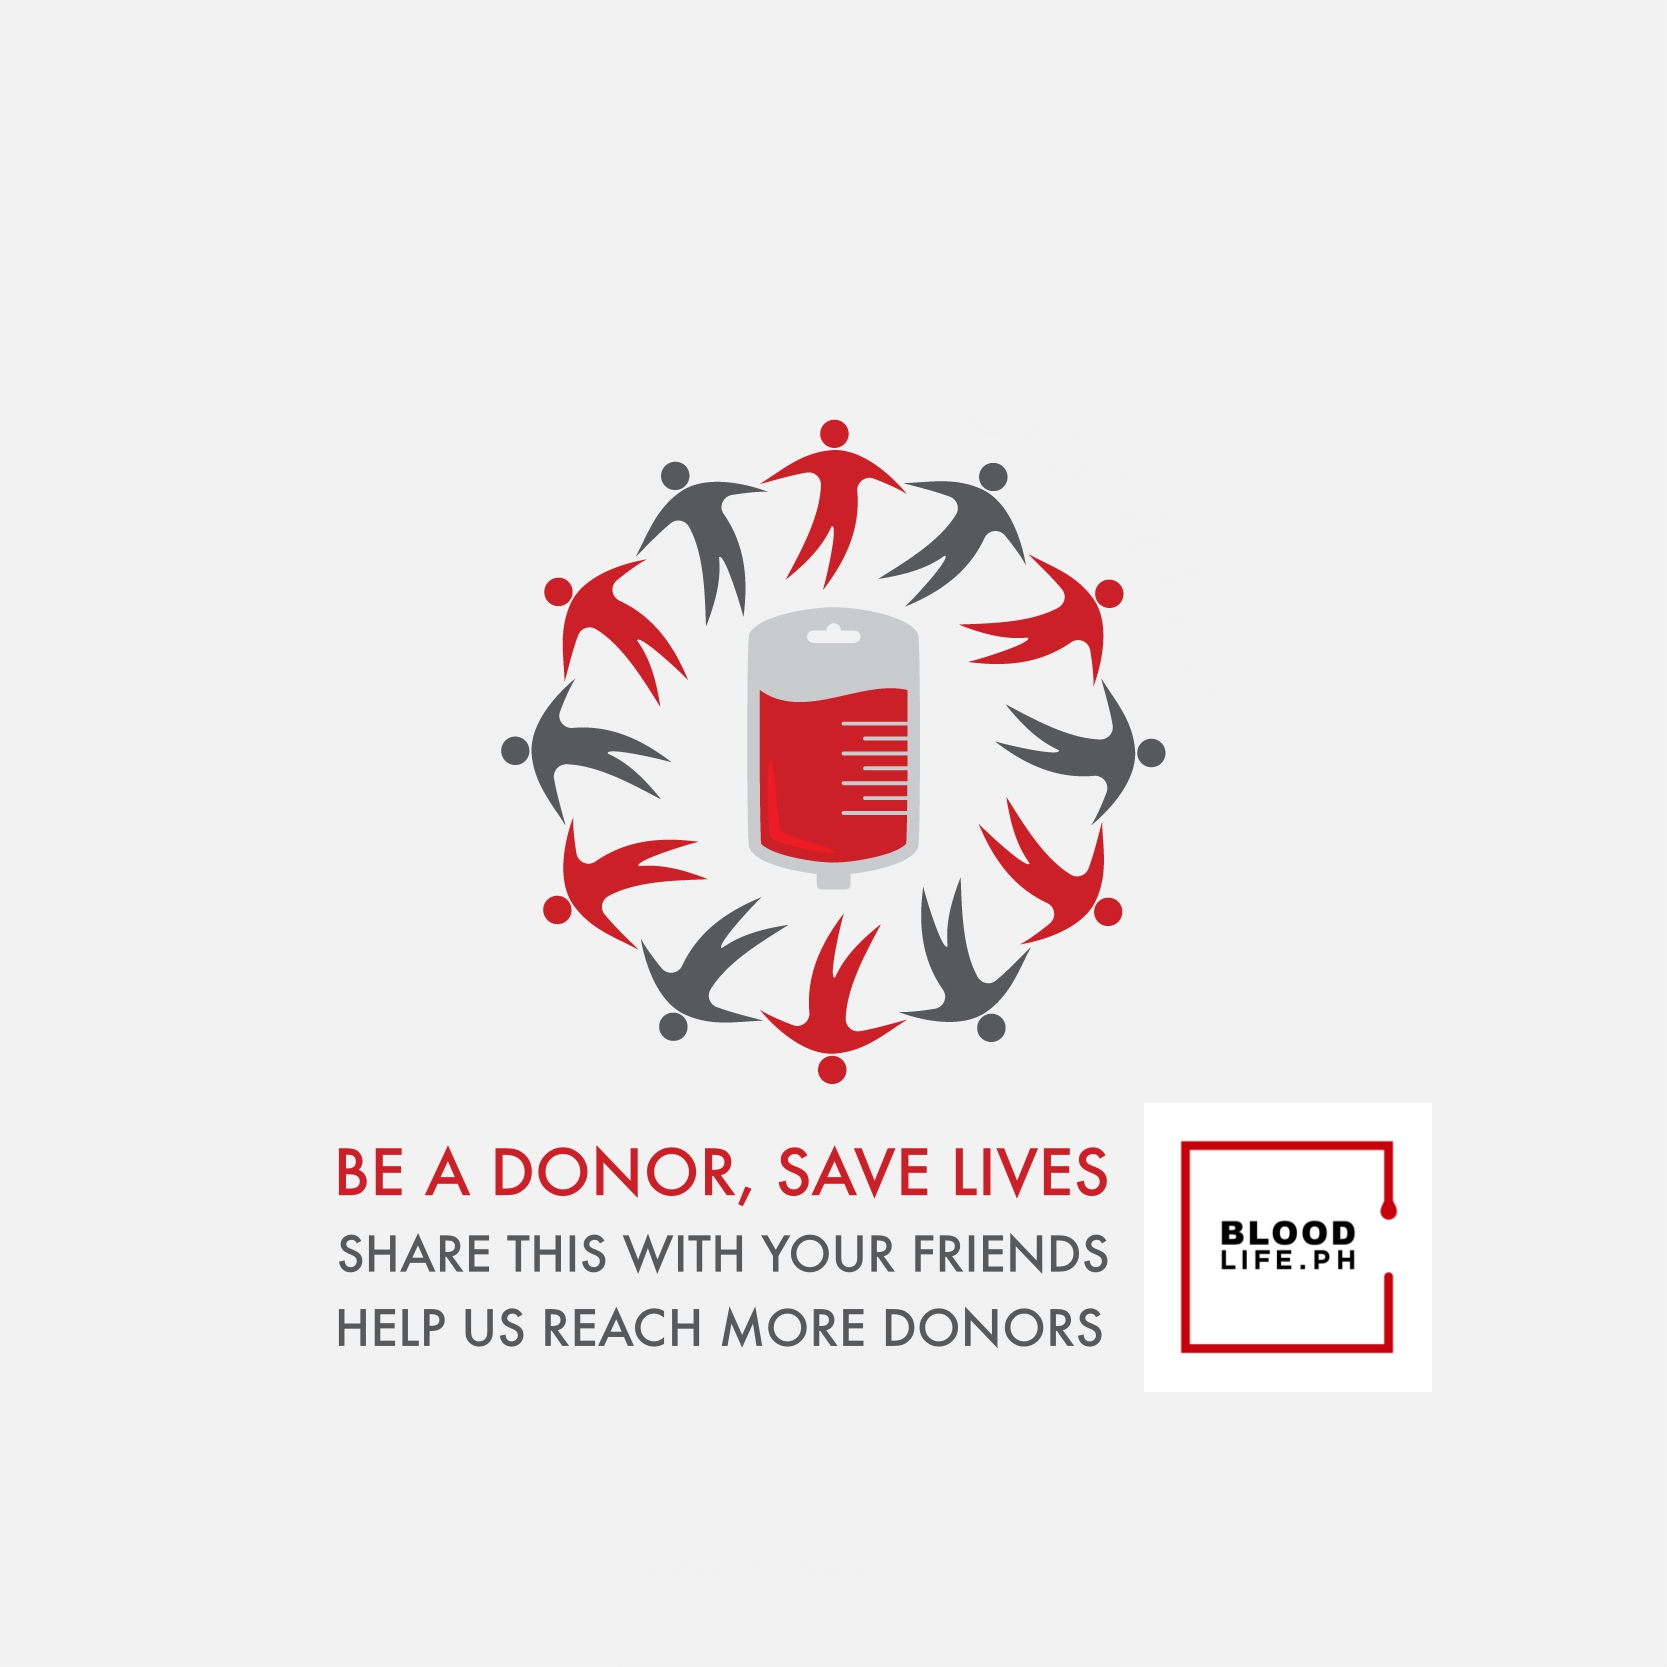 BE A DONOR, SAVE LIVES
SHARE THIS WITH YOUR FRIENDS
HELP US REACH MORE DONORS
BLOOD
LIFE.PH